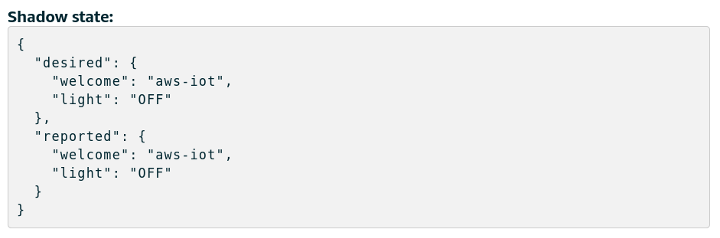 Shadow state:
{
  "desired": {
    "welcome": "aws-iot",
    "light": "OFF"
  },
  "reported": {
    "welcome": "aws-iot",
    "light": "OFF"
  }
}